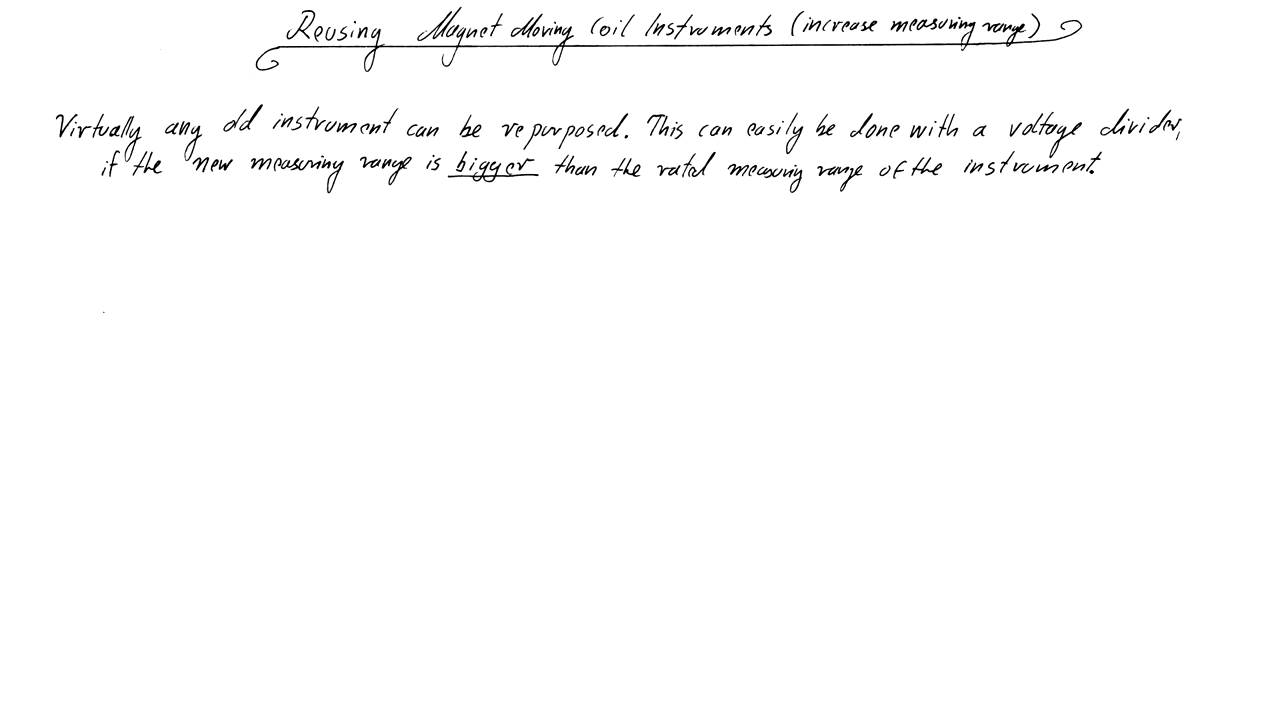 Reusing Magnet Moving Coil Instruments (increase measuring range)
Virtually any old instrument can be repurposed. This can easily be done with a voltage divider,
if the new measuring range is bigger than the rated measuring range of the instrument.